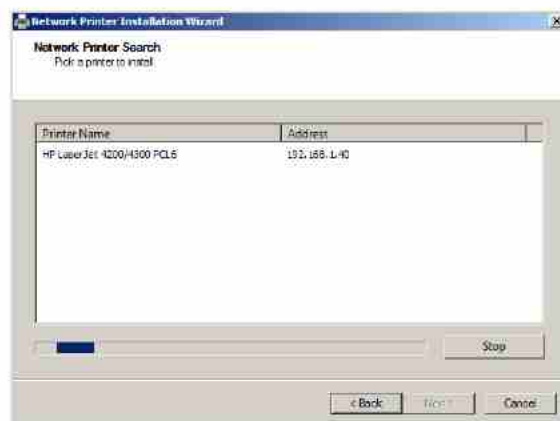 Network Printer Installation Wizard
Network Printer Search
Pick a printer to install.
Printer Name Address
HP LaserJet 4200/4300 PCL6 192.168.1.40
Stop
< Back Next > Cancel